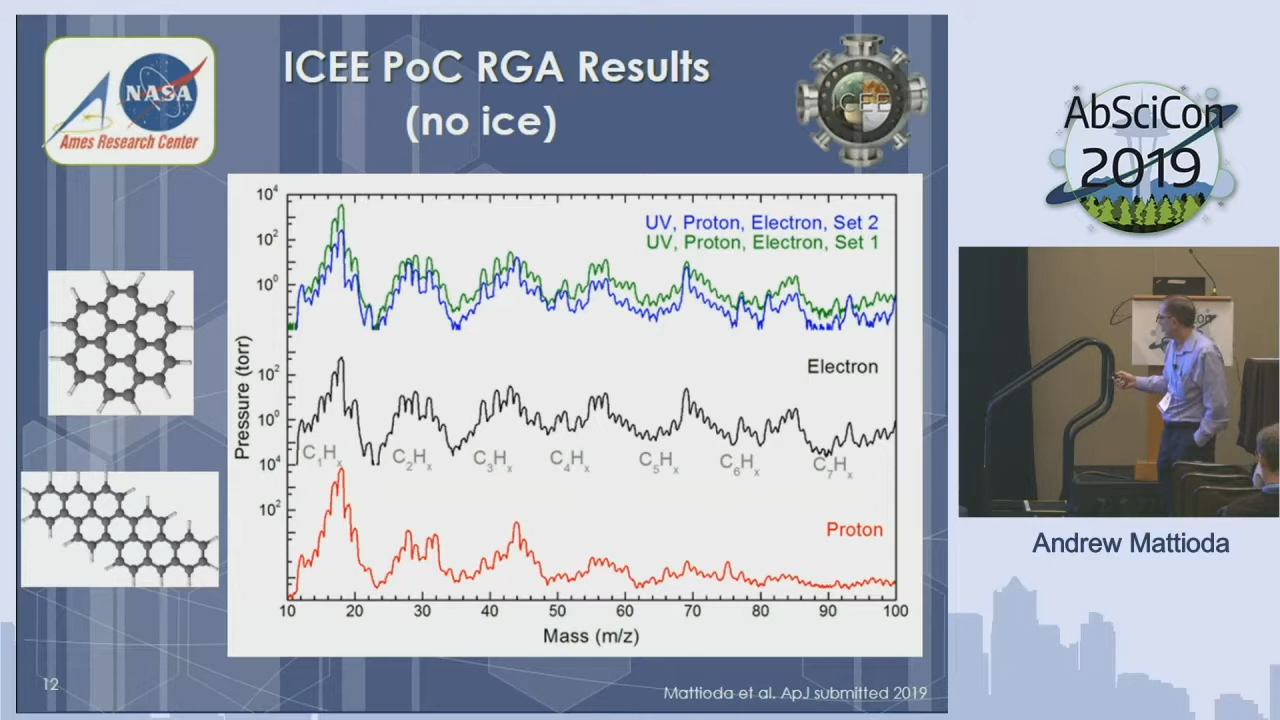 ICEE PoC RGA Results
(no ice)
NASA
Ames Research Center
ICEE
AbSciCon
2019
10⁴
10²
10⁰
UV, Proton, Electron, Set 2
UV, Proton, Electron, Set 1
10²
10⁰
Electron
Pressure (torr)
C₁Hₓ
C₂Hₓ
C₃Hₓ
C₄Hₓ
C₅Hₓ
C₆Hₓ
C₇Hₓ
10⁴
10²
Proton
10 20 30 40 50 60 70 80 90 100
Mass (m/z)
Andrew Mattioda
12
Mattioda et al. ApJ submitted 2019